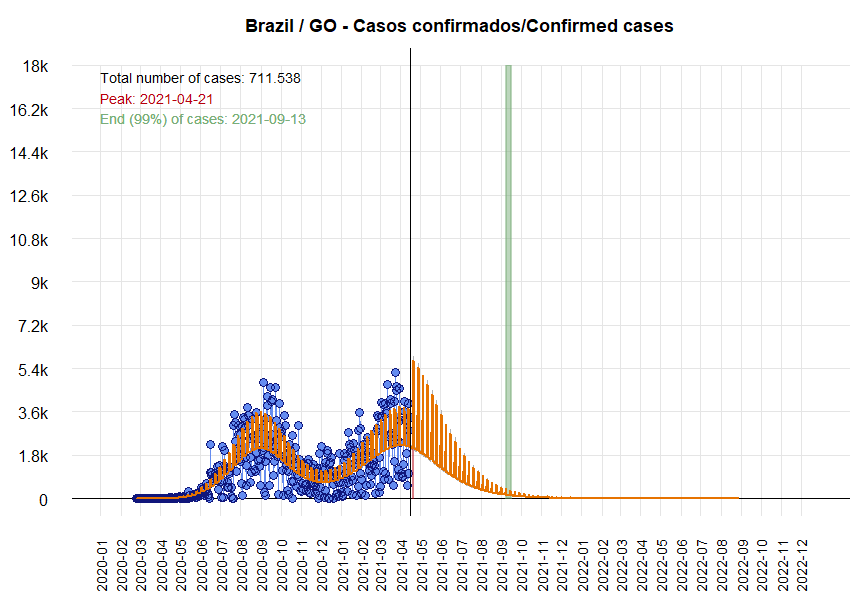 Brazil / GO - Casos confirmados/Confirmed cases
Total number of cases: 711.538
Peak: 2021-04-21
End (99%) of cases: 2021-09-13
18k
16.2k
14.4k
12.6k
10.8k
9k
7.2k
5.4k
3.6k
1.8k
0
2020-01
2020-02
2020-03
2020-04
2020-05
2020-06
2020-07
2020-08
2020-09
2020-10
2020-11
2020-12
2021-01
2021-02
2021-03
2021-04
2021-05
2021-06
2021-07
2021-08
2021-09
2021-10
2021-11
2021-12
2022-01
2022-02
2022-03
2022-04
2022-05
2022-06
2022-07
2022-08
2022-09
2022-10
2022-11
2022-12